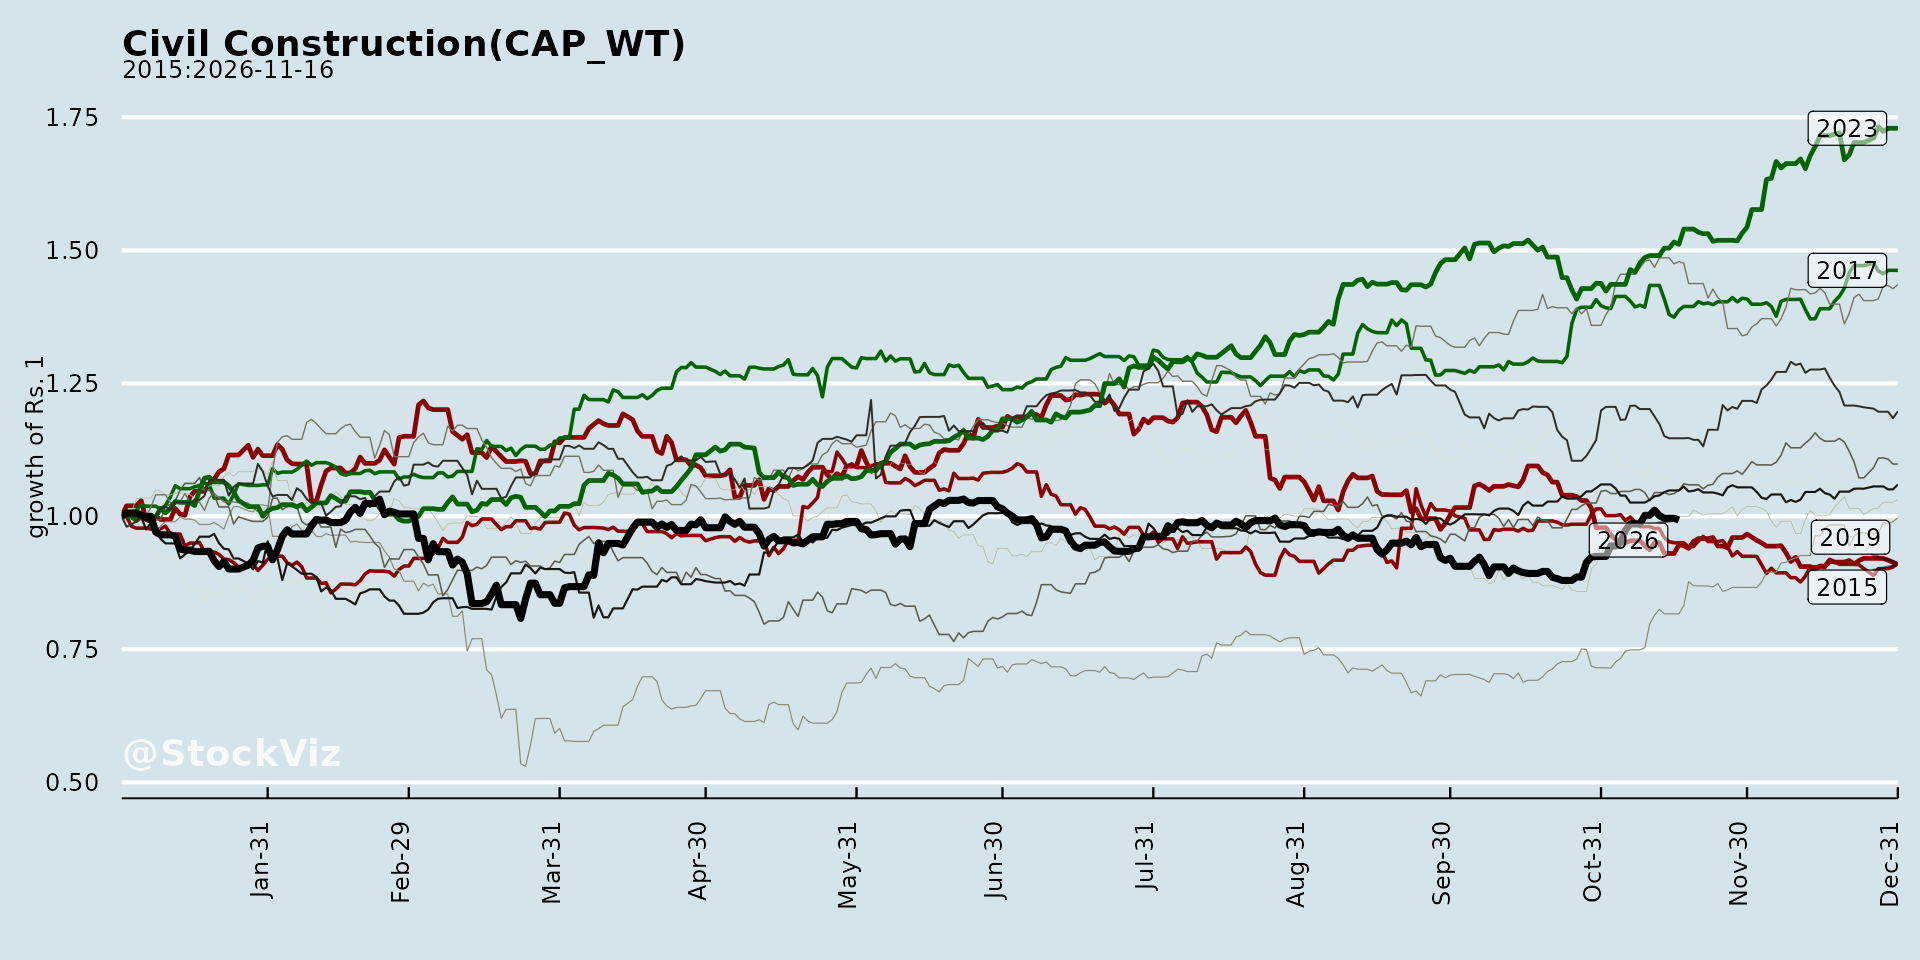 Civil Construction(CAP_WT)
2015:2026-11-16
growth of Rs. 1
1.75
1.50
1.25
1.00
0.75
0.50
2023
2017
2026
2019
2015
@StockViz
Jan-31
Feb-29
Mar-31
Apr-30
May-31
Jun-30
Jul-31
Aug-31
Sep-30
Oct-31
Nov-30
Dec-31